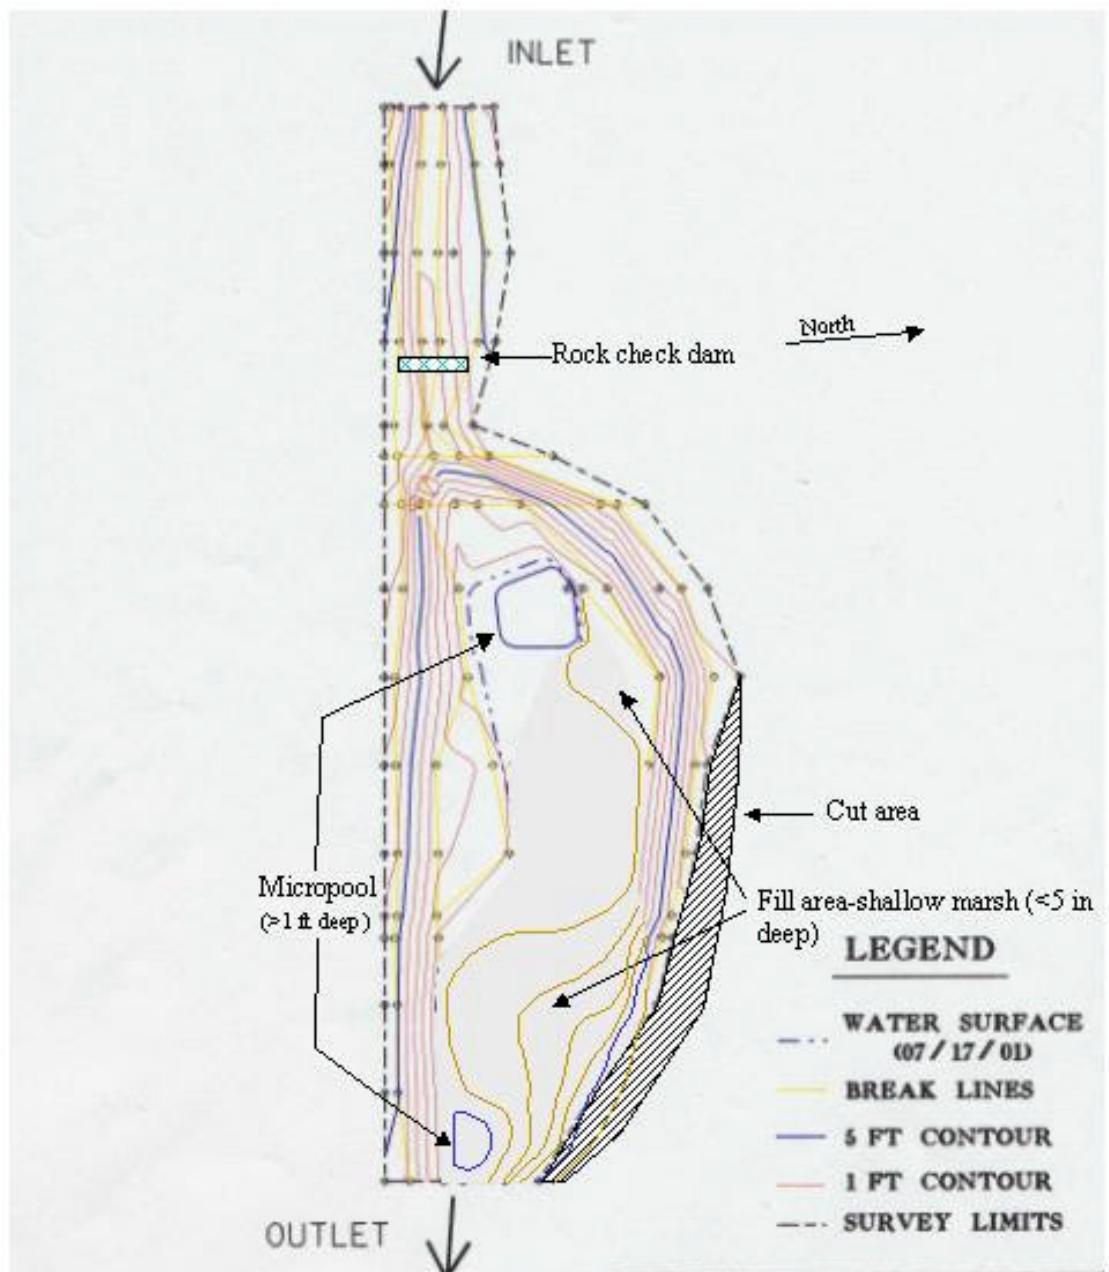 INLET
North
Rock check dam
Cut area
Micropool
(>1 ft deep)
Fill area-shallow marsh (<5 in
deep)
LEGEND
WATER SURFACE
(07/17/01)
BREAK LINES
5 FT CONTOUR
1 FT CONTOUR
SURVEY LIMITS
OUTLET